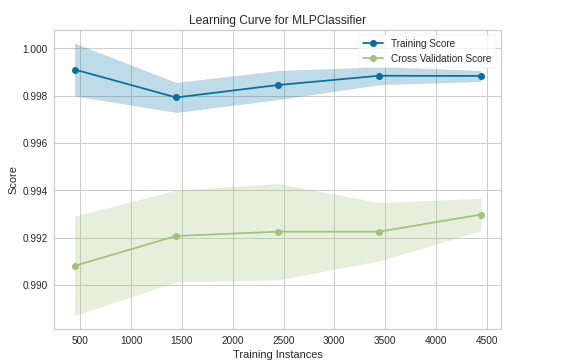 Learning Curve for MLPClassifier
Training Score
Cross Validation Score
Score
1.000
0.998
0.996
0.994
0.992
0.990
500 1000 1500 2000 2500 3000 3500 4000 4500
Training Instances